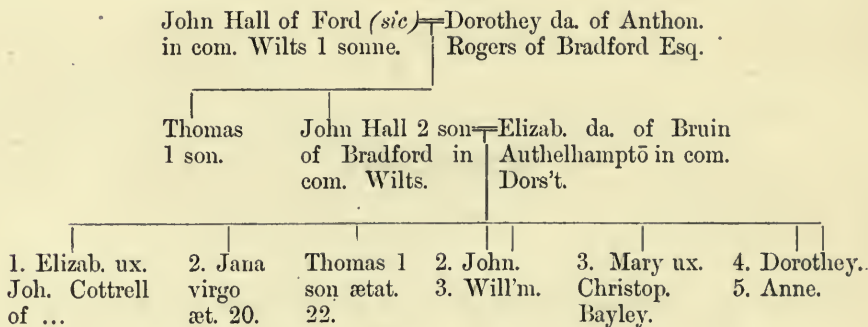 John Hall of Ford (sic)
in com. Wilts 1 sonne.
Dorothey da. of Anthon.
Rogers of Bradford Esq.
Thomas
1 son.
John Hall 2 son
of Bradford in
com. Wilts.
Elizab. da. of Bruin
Authelhamptō in com.
Dors't.
1. Elizab. ux.
Joh. Cottrell
of ...
2. Jana
virgo
æt. 20.
Thomas 1
son ætat.
22.
2. John.
3. Will'm.
3. Mary ux.
Christop.
Bayley.
4. Dorothey..
5. Anne.